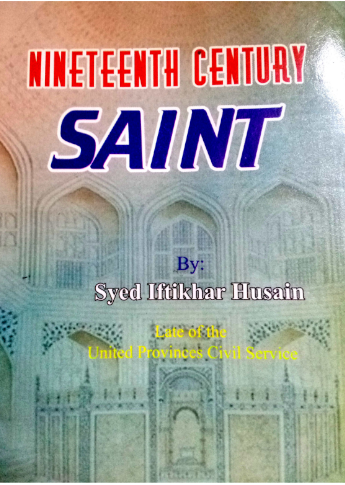 NINETEENTH CENTURY
SAINT
By:
Syed Iftikhar Husain
Late of the
United Provinces Civil Service